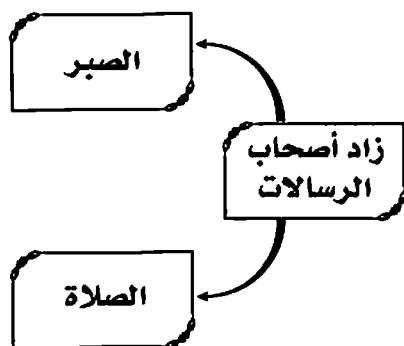 الصبر
زاد أصحاب
الرسالات
الصلاة